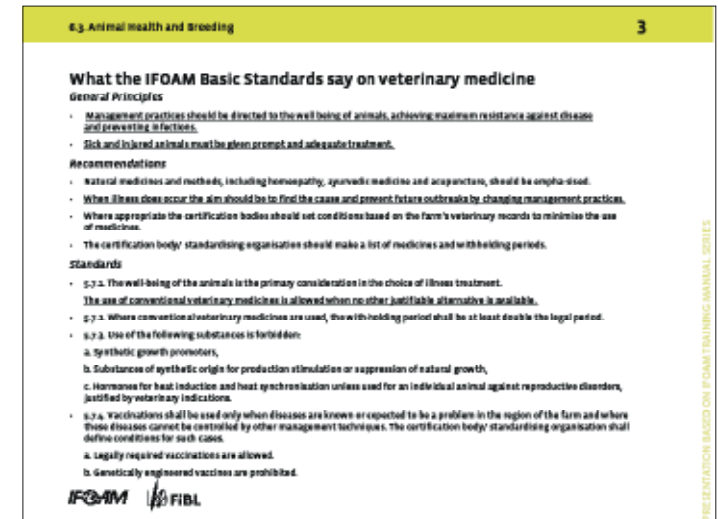 6.3. Animal Health and Breeding
3
What the IFOAM Basic Standards say on veterinary medicine
General Principles
• Management practices should be directed to the well being of animals, achieving maximum resistance against disease
and preventing infections.
• Sick and injured animals must be given prompt and adequate treatment.
Recommendations
• Natural medicines and methods, including homeopathy, ayurvedic medicine and acupuncture, should be empha-sised.
• When illness does occur the aim should be to find the cause and prevent future outbreaks by changing management practices.
• Where appropriate the certification bodies should set conditions based on the farm's veterinary records to minimise the use
of medicines.
• The certification body/ standardising organisation should make a list of medicines and withholding periods.
Standards
• 5.7.1. The well-being of the animals is the primary consideration in the choice of illness treatment.
The use of conventional veterinary medicines is allowed when no other justifiable alternative is available.
• 5.7.2. Where conventional veterinary medicines are used, the with-holding period shall be at least double the legal period.
• 5.7.3. Use of the following substances is forbidden:
a. Synthetic growth promoters,
b. Substances of synthetic origin for production stimulation or suppression of natural growth,
c. Hormones for heat induction and heat synchronisation unless used for an individual animal against reproductive disorders,
justified by veterinary indications.
• 5.7.4. Vaccinations shall be used only when diseases are known or expected to be a problem in the region of the farm and where
these diseases cannot be controlled by other management techniques. The certification body/ standardising organisation shall
define conditions for such cases.
a. Legally required vaccinations are allowed.
b. Genetically engineered vaccines are prohibited.
IFOAM FiBL
PRESENTATION BASED ON IFOAM TRAINING MANUAL SERIES